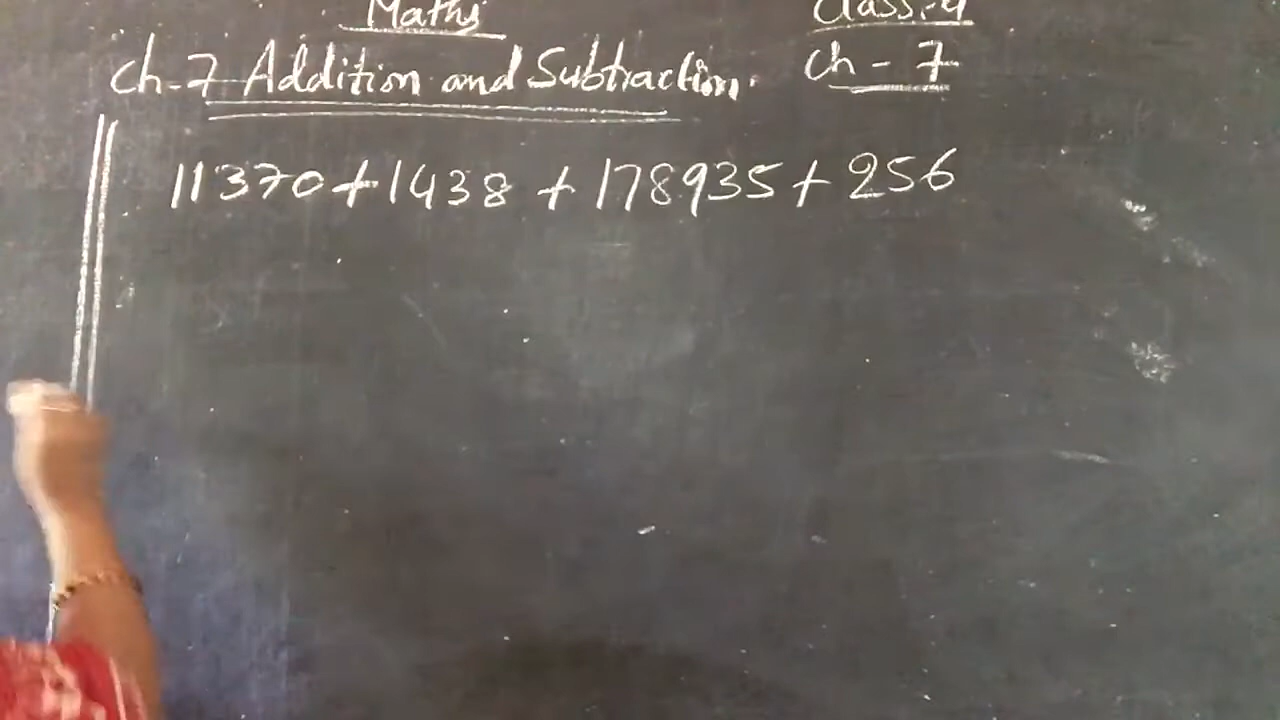 Maths
Class:-4
Ch-7 Addition and Subtraction.
Ch - 7
11370+1438 + 178935 + 256